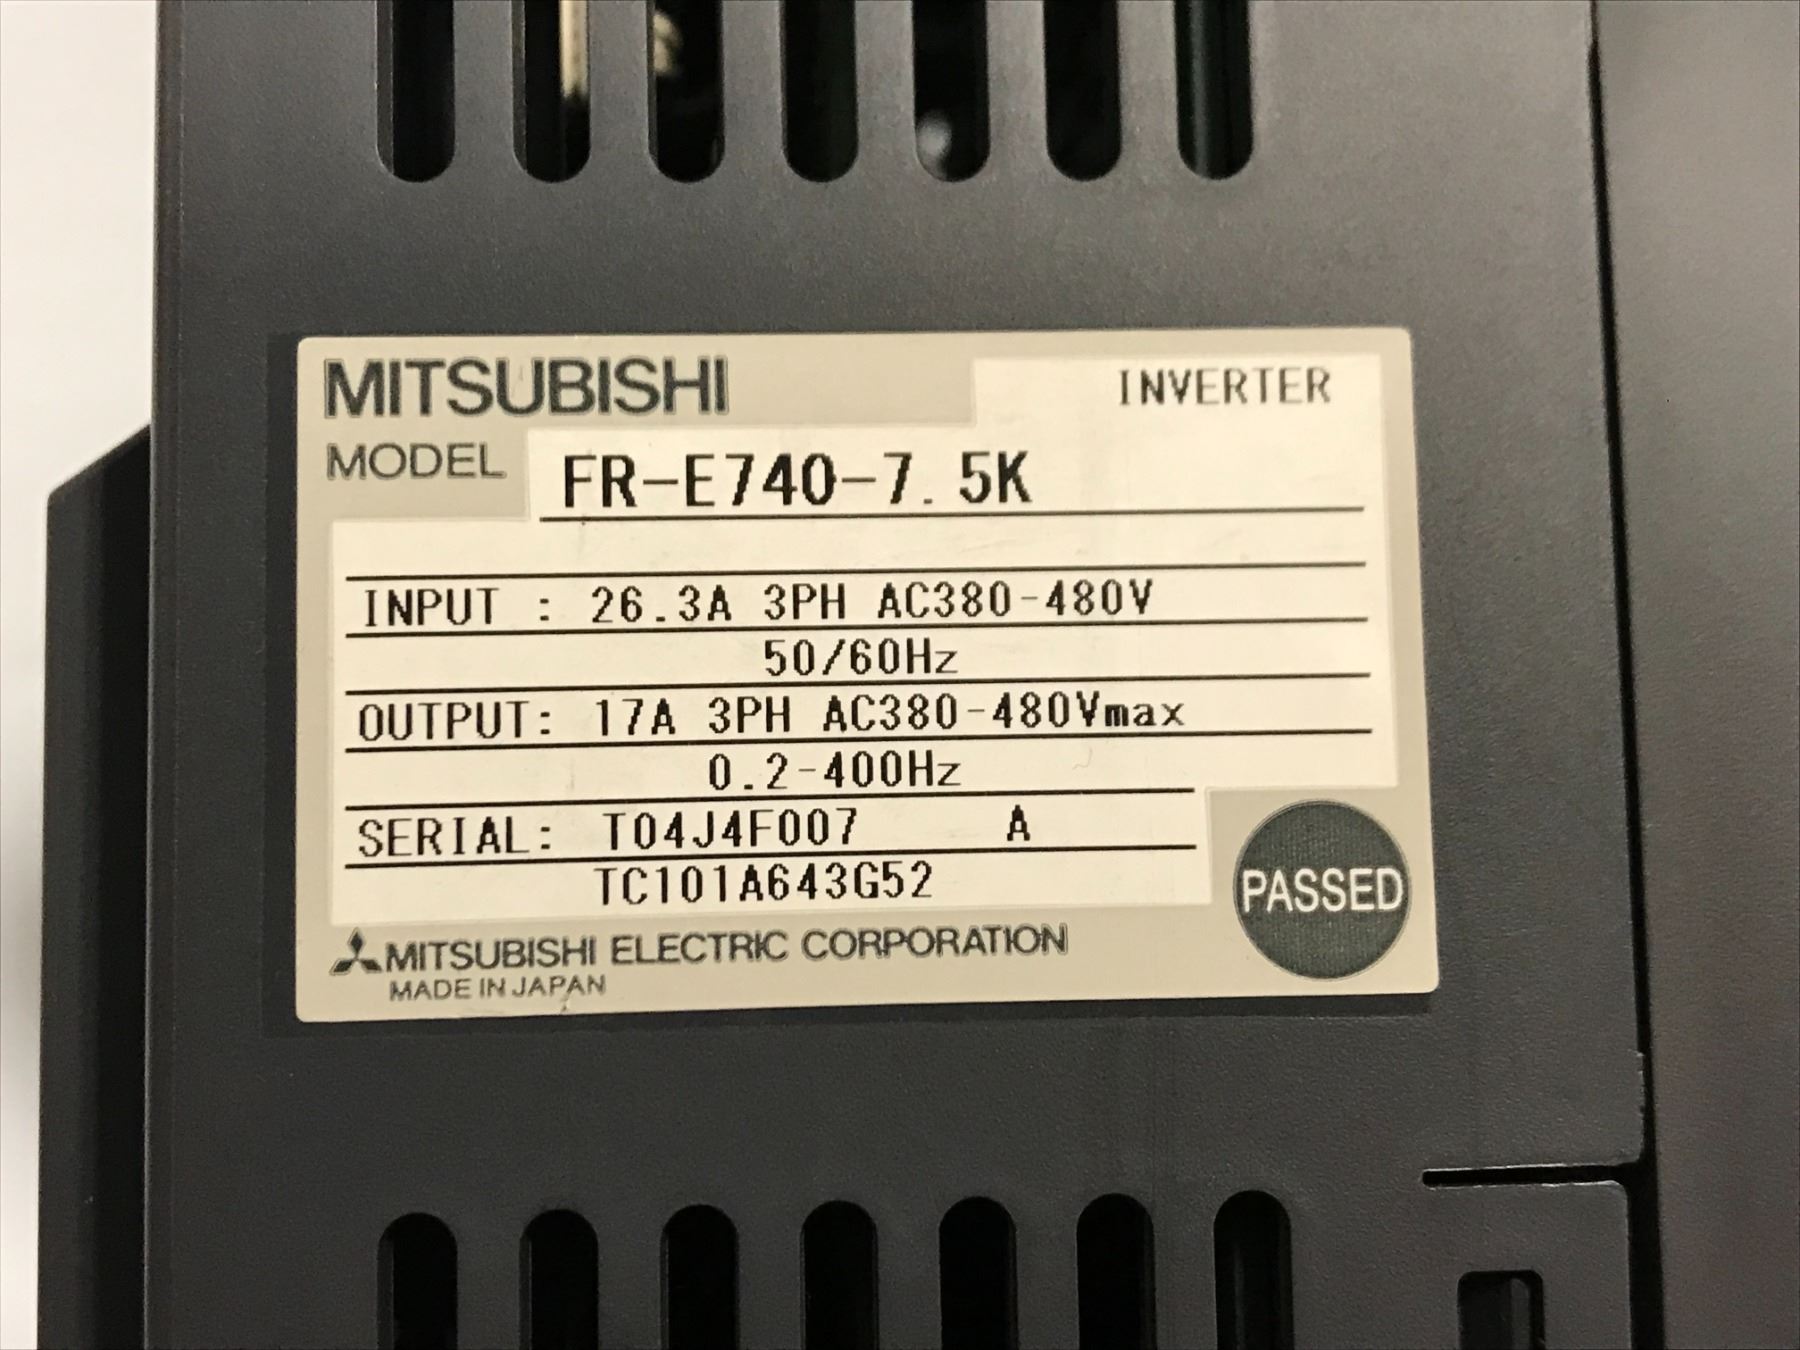 MITSUBISHI
INVERTER
MODEL FR-E740-7.5K
INPUT : 26.3A 3PH AC380-480V
50/60Hz
OUTPUT: 17A 3PH AC380-480Vmax
0.2-400Hz
SERIAL: T04J4F007 A
TC101A643G52
PASSED
MITSUBISHI ELECTRIC CORPORATION
MADE IN JAPAN